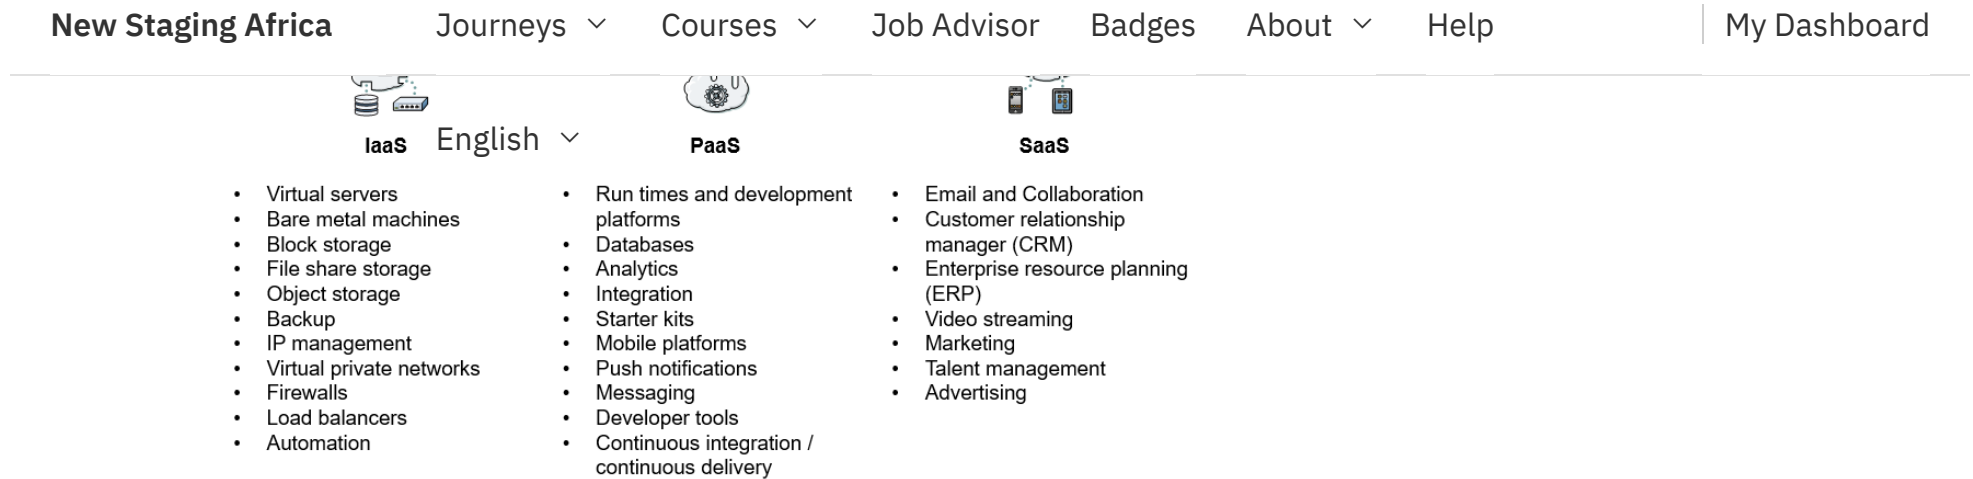 New Staging Africa Journeys Courses Job Advisor Badges About Help My Dashboard
English
IaaS
Virtual servers
Bare metal machines
Block storage
File share storage
Object storage
Backup
IP management
Virtual private networks
Firewalls
Load balancers
Automation
PaaS
Run times and development
platforms
Databases
Analytics
Integration
Starter kits
Mobile platforms
Push notifications
Messaging
Developer tools
Continuous integration /
continuous delivery
SaaS
Email and Collaboration
Customer relationship
manager (CRM)
Enterprise resource planning
(ERP)
Video streaming
Marketing
Talent management
Advertising